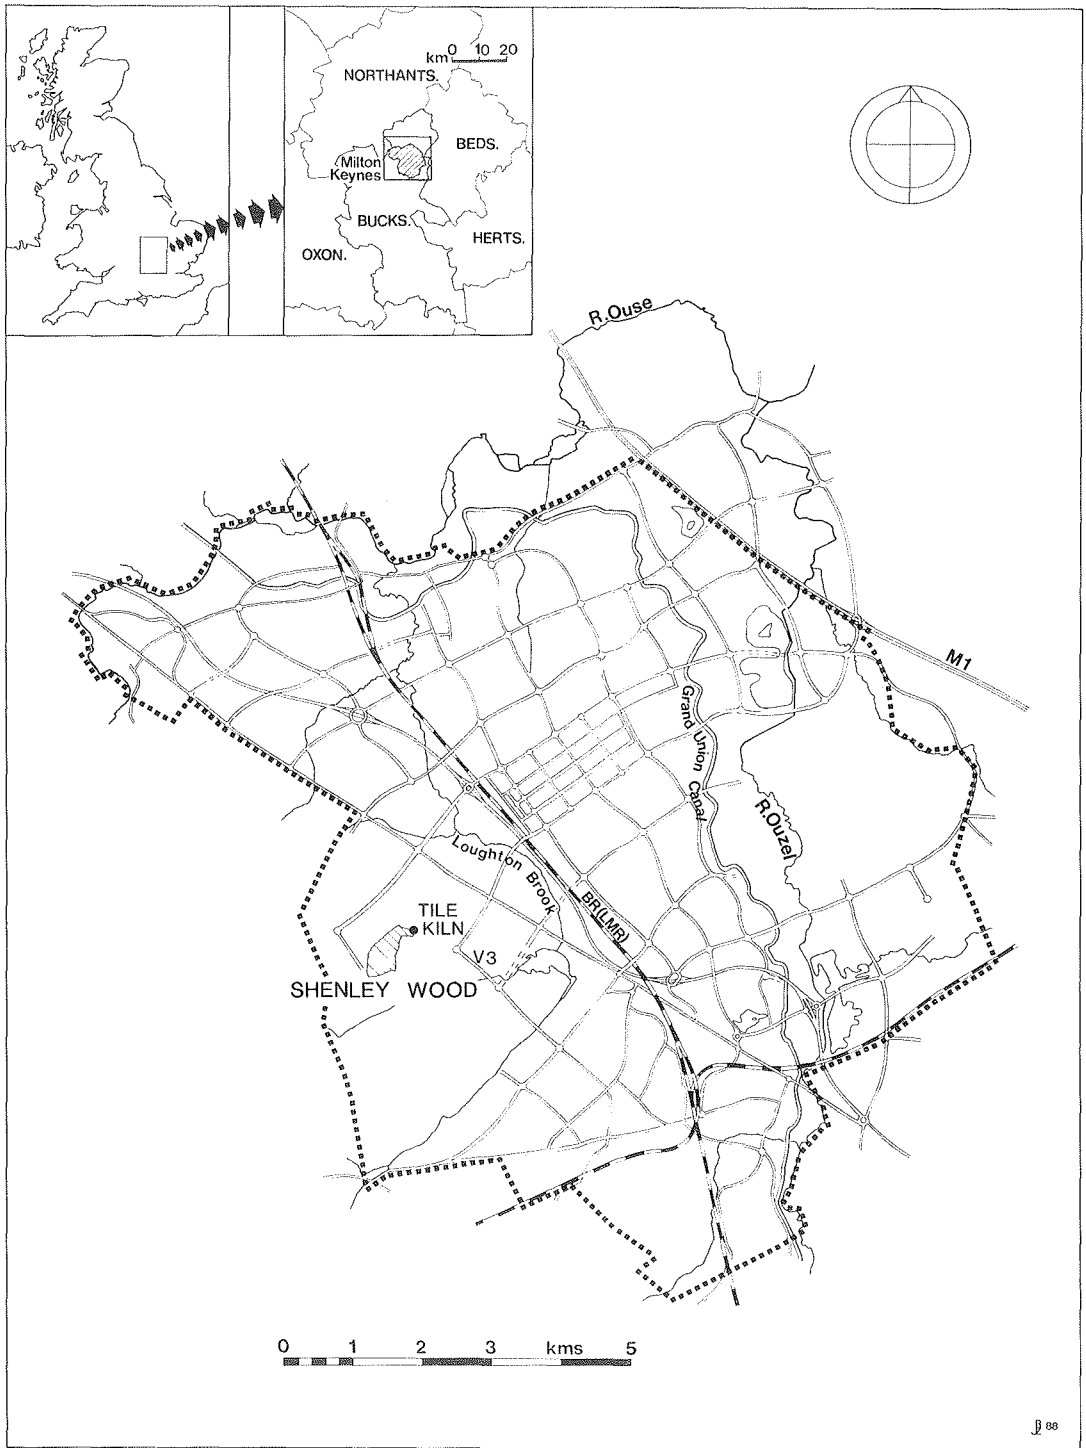 km 0 10 20
NORTHANTS.
BEDS.
Milton
Keynes
BUCKS.
HERTS.
OXON.
R.Ouse
M1
Grand Union Canal
R.Ouzel
Loughton Brook
BR(LMR)
TILE
KILN
V3
SHENLEY WOOD
0 1 2 3 kms 5
88